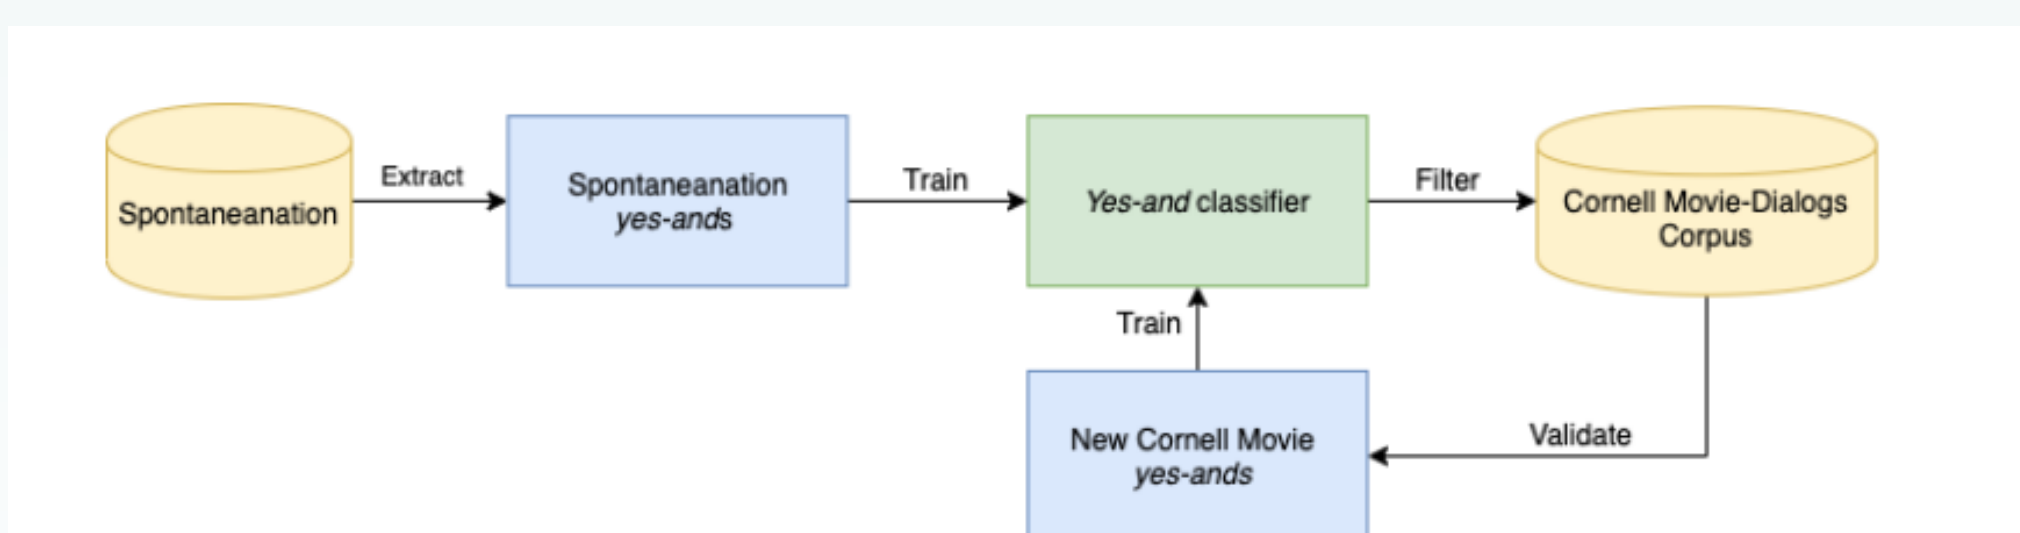 Spontaneanation
Extract
Spontaneanation
yes-ands
Train
Yes-and classifier
Filter
Cornell Movie-Dialogs
Corpus
Train
New Cornell Movie
yes-ands
Validate